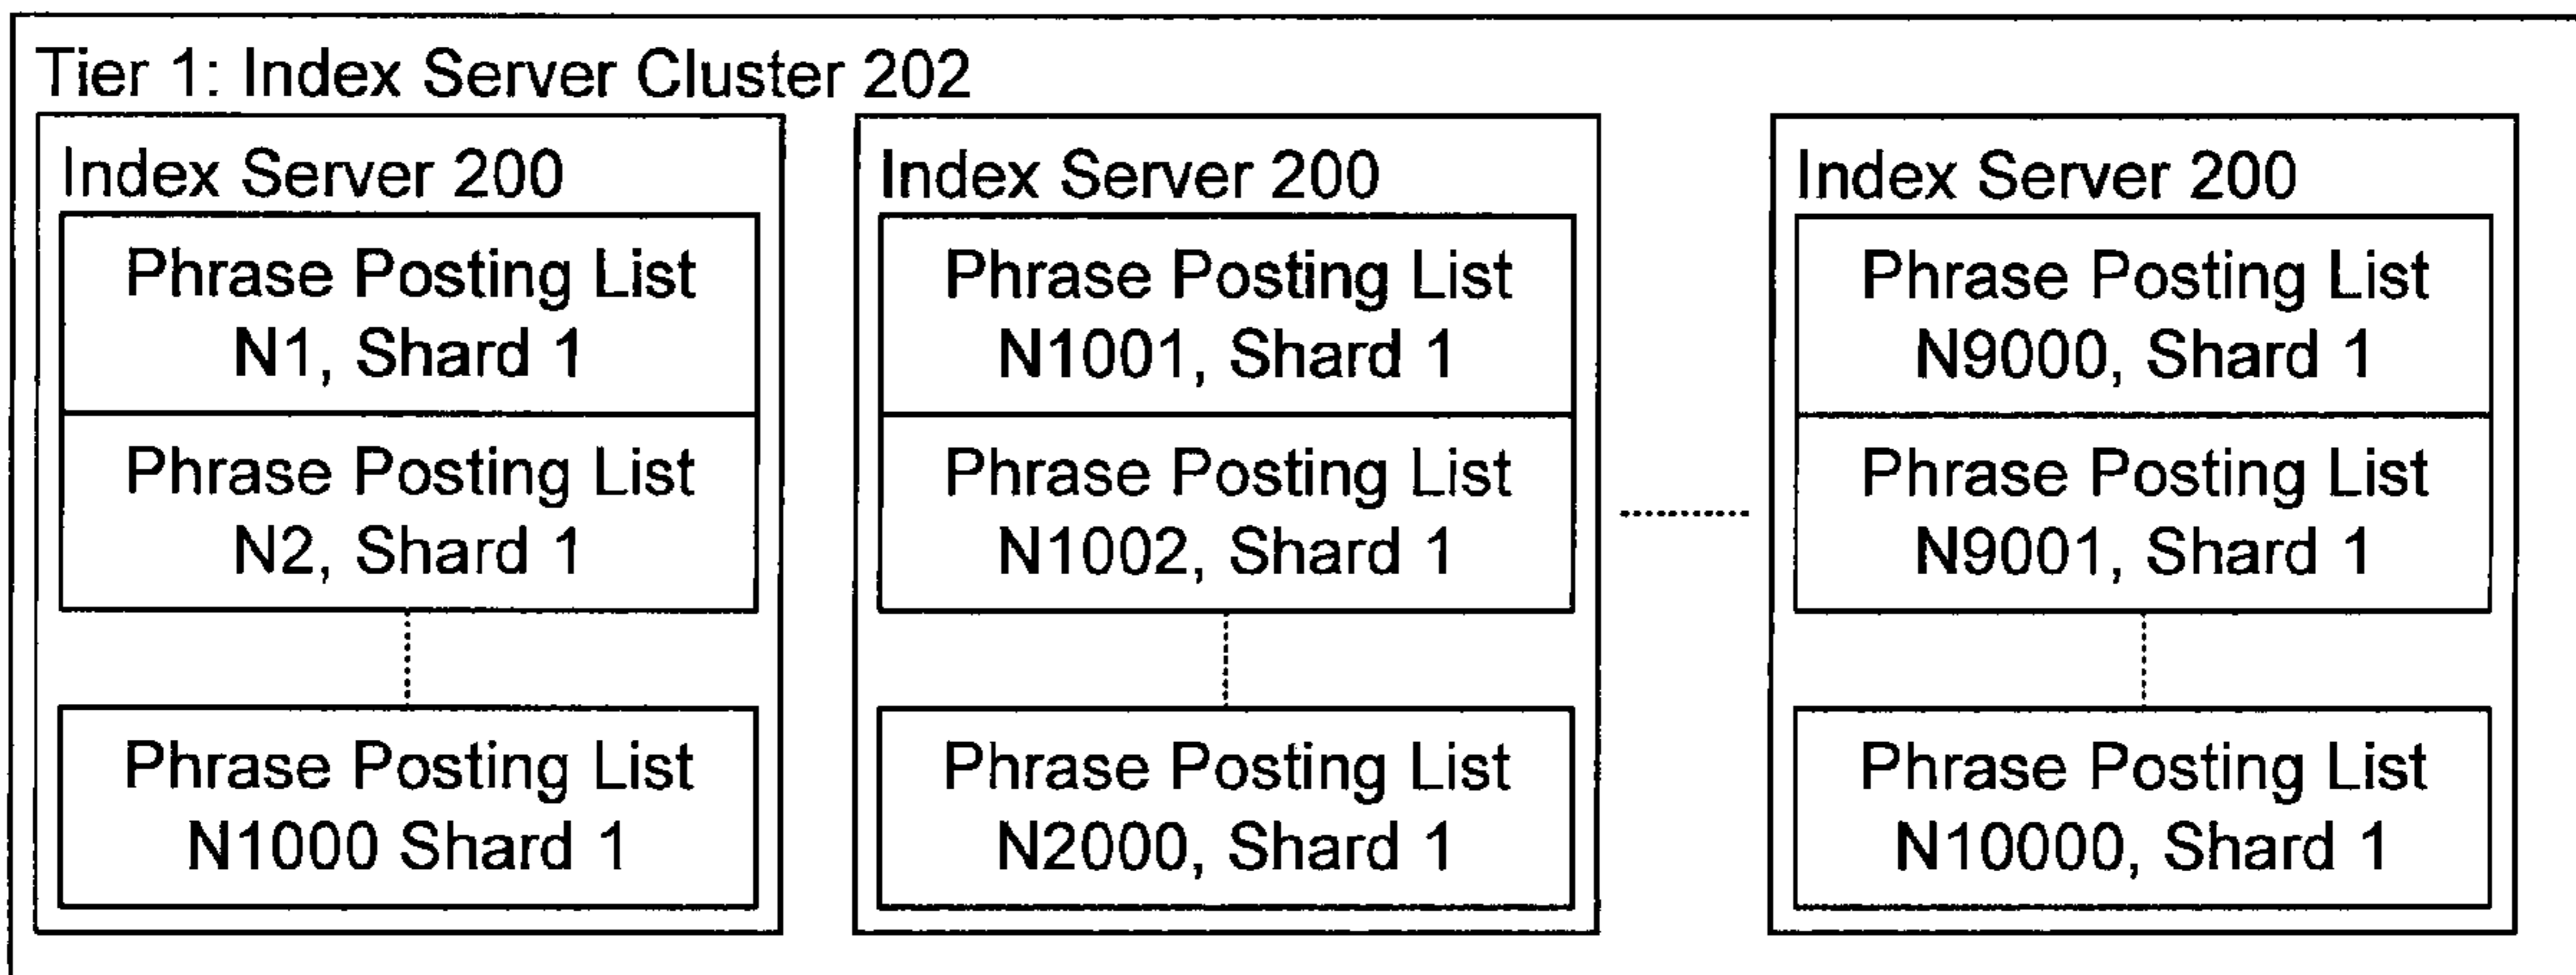 Tier 1: Index Server Cluster 202
Index Server 200
Phrase Posting List
N1, Shard 1
Phrase Posting List
N2, Shard 1
Phrase Posting List
N1000 Shard 1
Index Server 200
Phrase Posting List
N1001, Shard 1
Phrase Posting List
N1002, Shard 1
Phrase Posting List
N2000, Shard 1
Index Server 200
Phrase Posting List
N9000, Shard 1
Phrase Posting List
N9001, Shard 1
Phrase Posting List
N10000, Shard 1